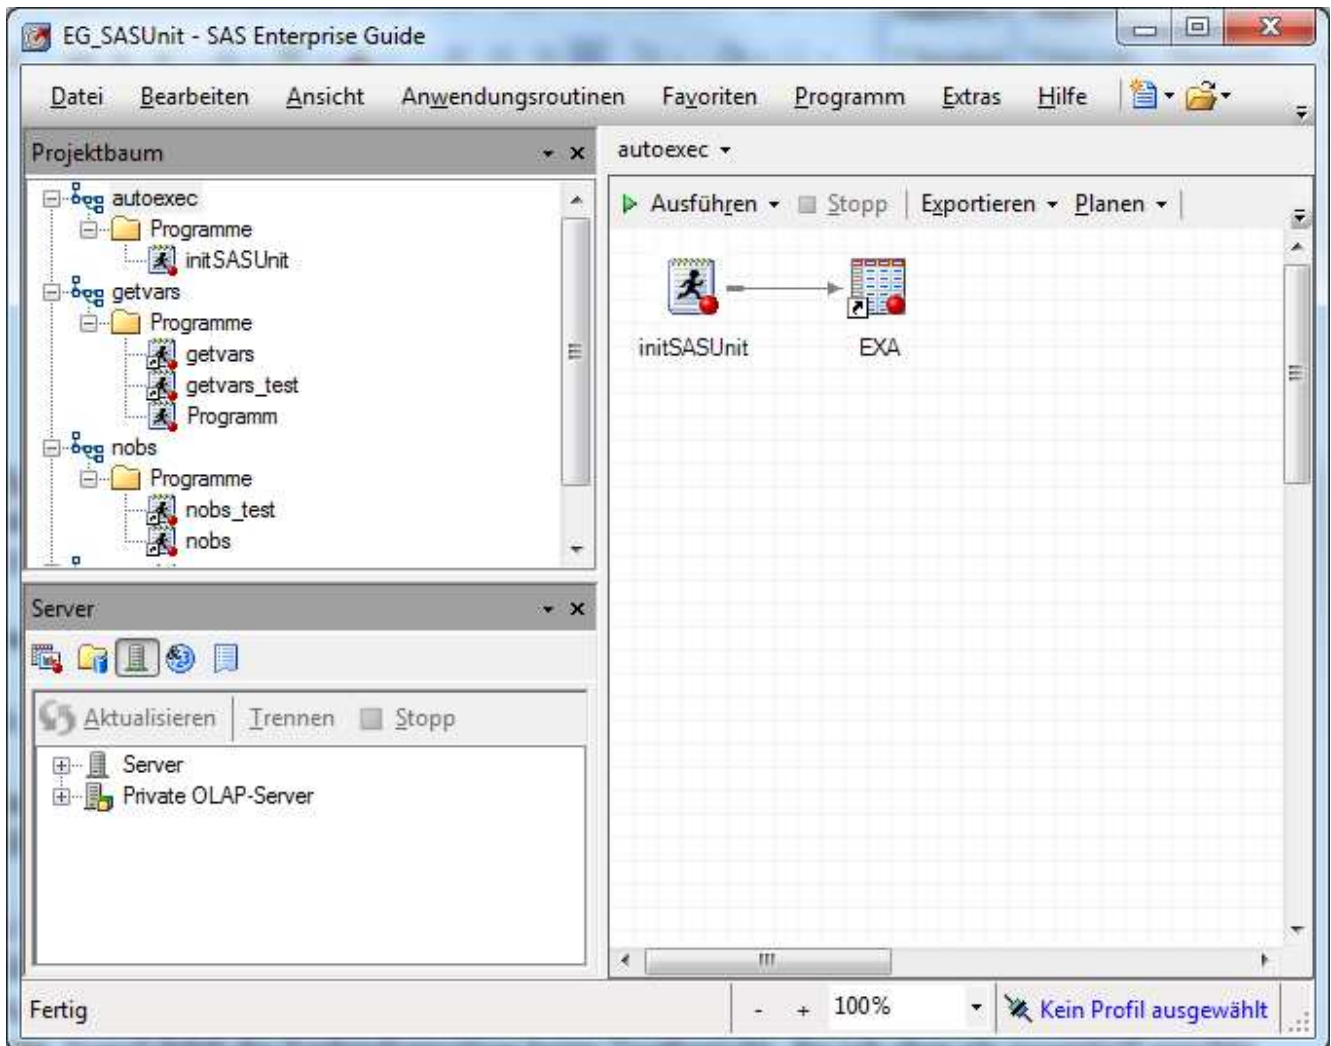 EG_SASUnit - SAS Enterprise Guide
Datei Bearbeiten Ansicht Anwendungsroutinen Favoriten Programm Extras Hilfe
Projektbaum
autoexec
Programme
initSASUnit
getvars
Programme
getvars
getvars_test
Programm
nobs
Programme
nobs_test
nobs
Server
Aktualisieren Trennen Stopp
Server
Private OLAP-Server
autoexec
Ausführen Stopp Exportieren Planen
initSASUnit EXA
Fertig
- + 100% Kein Profil ausgewählt